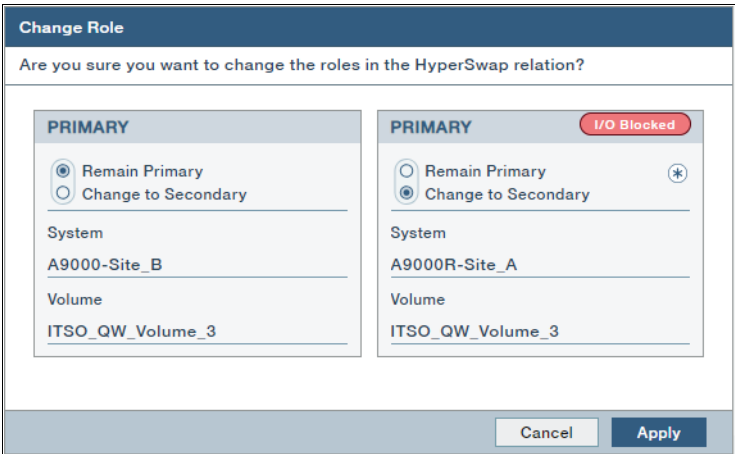 Change Role
Are you sure you want to change the roles in the HyperSwap relation?
PRIMARY
Remain Primary
Change to Secondary
System
A9000-Site_B
Volume
ITSO_QW_Volume_3
PRIMARY
I/O Blocked
Remain Primary
Change to Secondary
System
A9000R-Site_A
Volume
ITSO_QW_Volume_3
Cancel
Apply